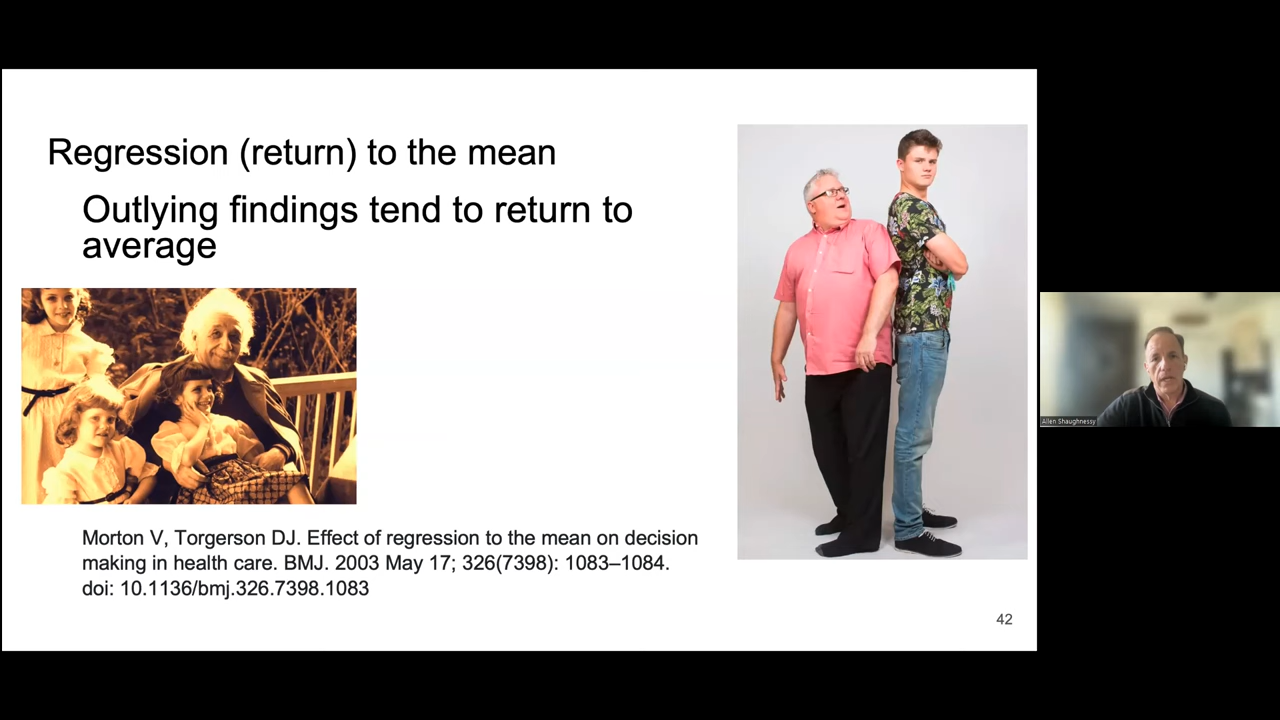 Regression (return) to the mean
Outlying findings tend to return to
average
Morton V, Torgerson DJ. Effect of regression to the mean on decision
making in health care. BMJ. 2003 May 17; 326(7398): 1083–1084.
doi: 10.1136/bmj.326.7398.1083
42
Allen Shaughnessy